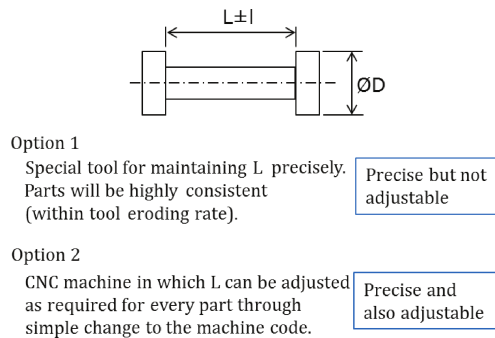 L±l
ØD
Option 1
Special tool for maintaining L precisely.
Parts will be highly consistent
(within tool eroding rate).
Precise but not
adjustable
Option 2
CNC machine in which L can be adjusted
as required for every part through
simple change to the machine code.
Precise and
also adjustable